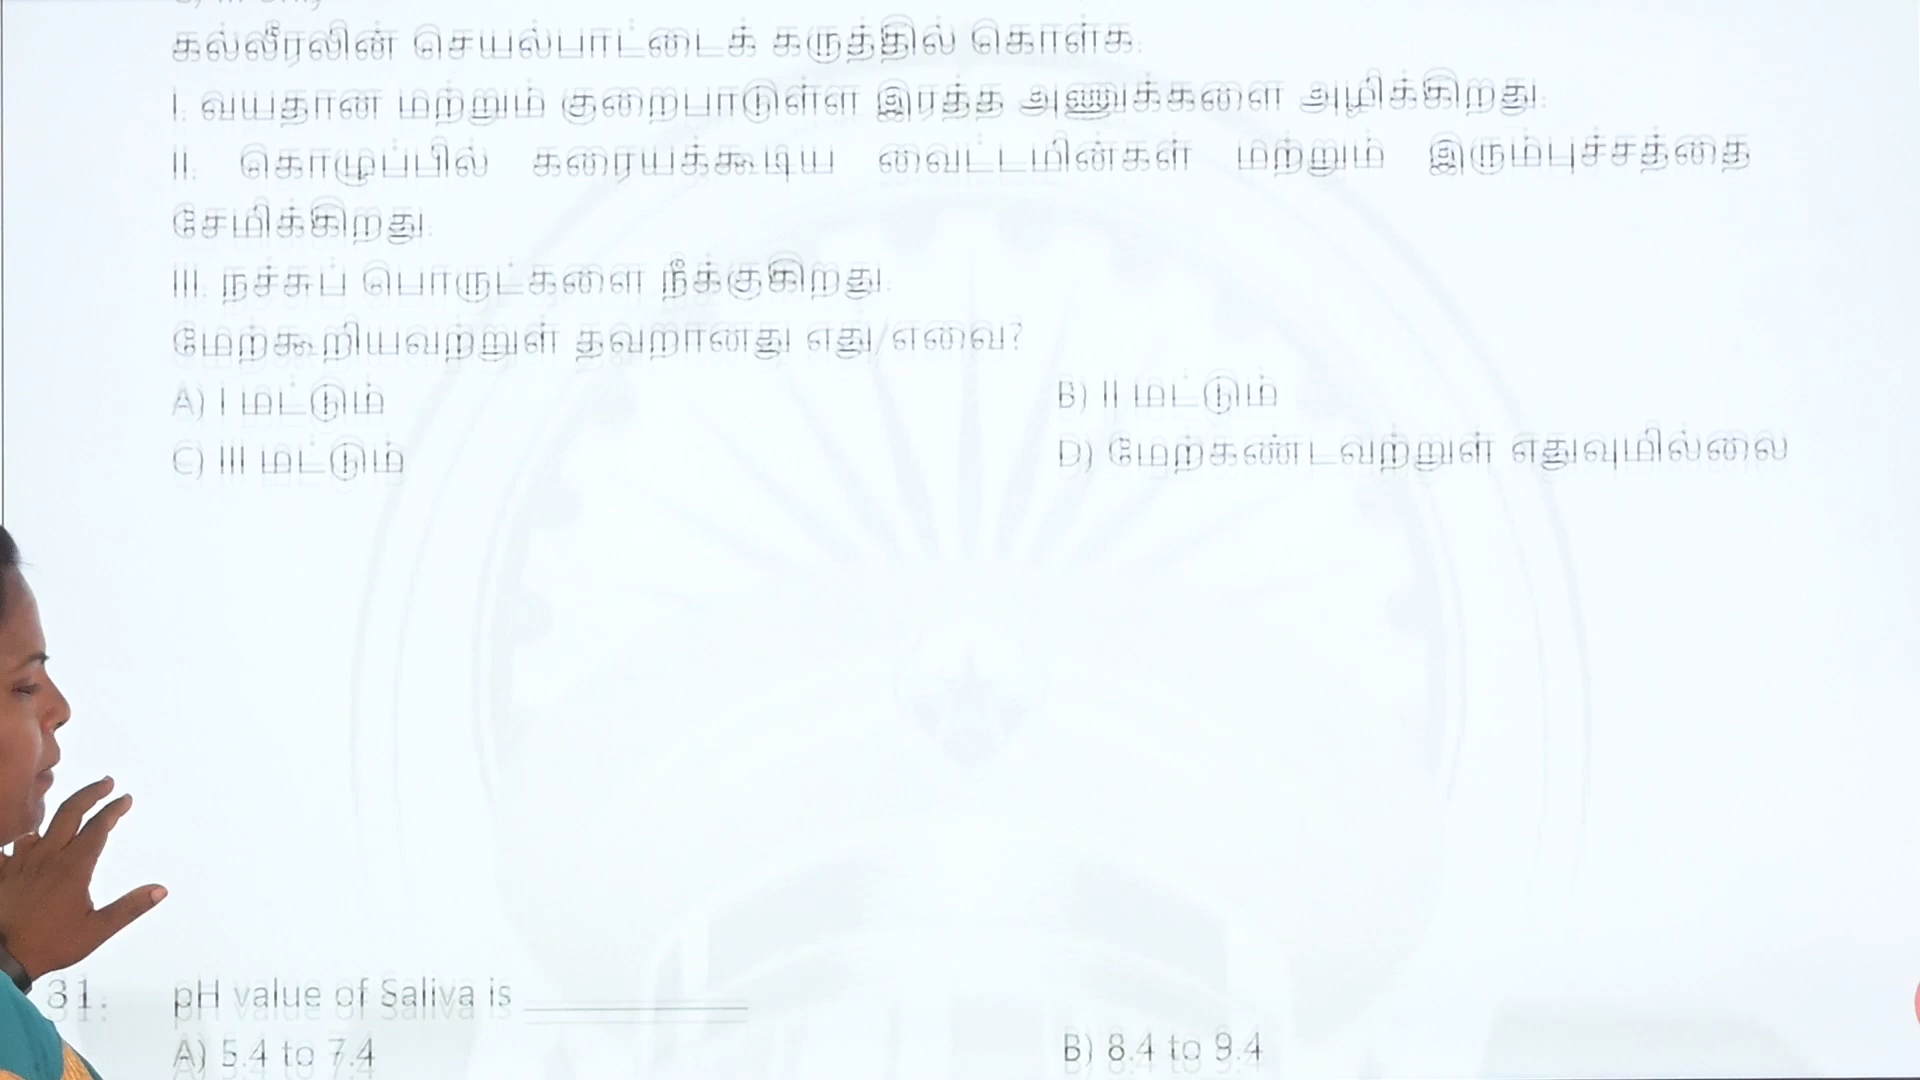 கல்லீரலின் செயல்பாட்டைக் கருத்தில் கொள்க.
I. வயதான மற்றும் குறைபாடுள்ள இரத்த அணுக்களை அழிக்கிறது.
II. கொழுப்பில் கரையக்கூடிய வைட்டமின்கள் மற்றும் இரும்புச்சத்தை
சேமிக்கிறது.
III. நச்சுப் பொருட்களை நீக்குகிறது.
மேற்கூறியவற்றுள் தவறானது எது/எவை?
A) I மட்டும் B) II மட்டும்
C) III மட்டும் D) மேற்கண்டவற்றுள் எதுவுமில்லை
31. pH value of Saliva is ________
A) 5.4 to 7.4 B) 8.4 to 9.4